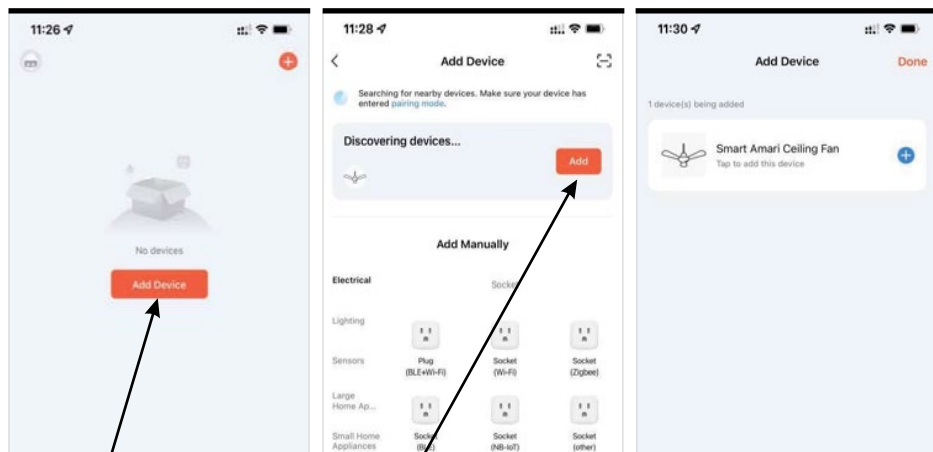 11:26
No devices
Add Device
11:28
Add Device
Searching for nearby devices. Make sure your device has
entered pairing mode.
Discovering devices...
Add
Add Manually
Electrical
Socket
Lighting
Sensors
Plug
(BLE+Wi-Fi)
Socket
(Wi-Fi)
Socket
(Zigbee)
Large
Home Ap...
Small Home
Appliances
Socket
(BLE)
Socket
(NB-IoT)
Socket
(other)
11:30
Add Device
Done
1 device(s) being added
Smart Amari Ceiling Fan
Tap to add this device